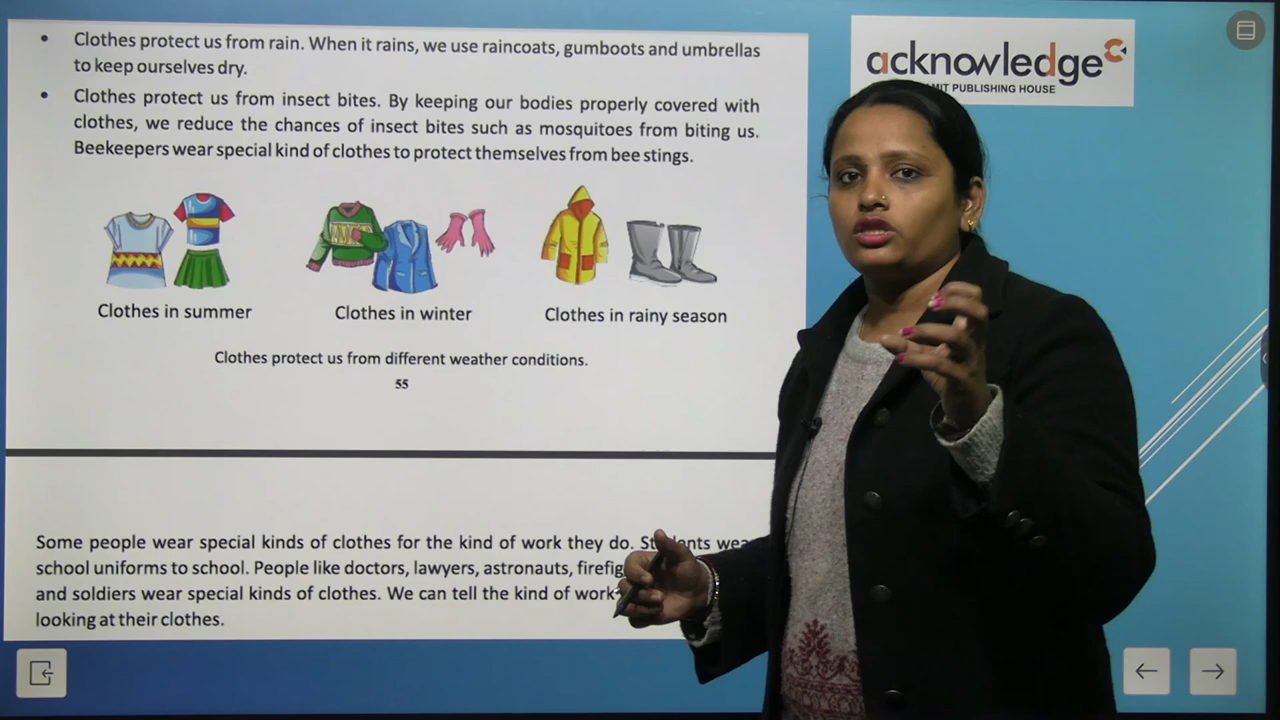 • Clothes protect us from rain. When it rains, we use raincoats, gumboots and umbrellas
to keep ourselves dry.
• Clothes protect us from insect bites. By keeping our bodies properly covered with
clothes, we reduce the chances of insect bites such as mosquitoes from biting us.
Beekeepers wear special kind of clothes to protect themselves from bee stings.
Clothes in summer
Clothes in winter
Clothes in rainy season
Clothes protect us from different weather conditions.
55
Some people wear special kinds of clothes for the kind of work they do.
school uniforms to school. People like doctors, lawyers, astronauts,
and soldiers wear special kinds of clothes. We can tell the kind of work
looking at their clothes.
acknowledge
PUBLISHING HOUSE